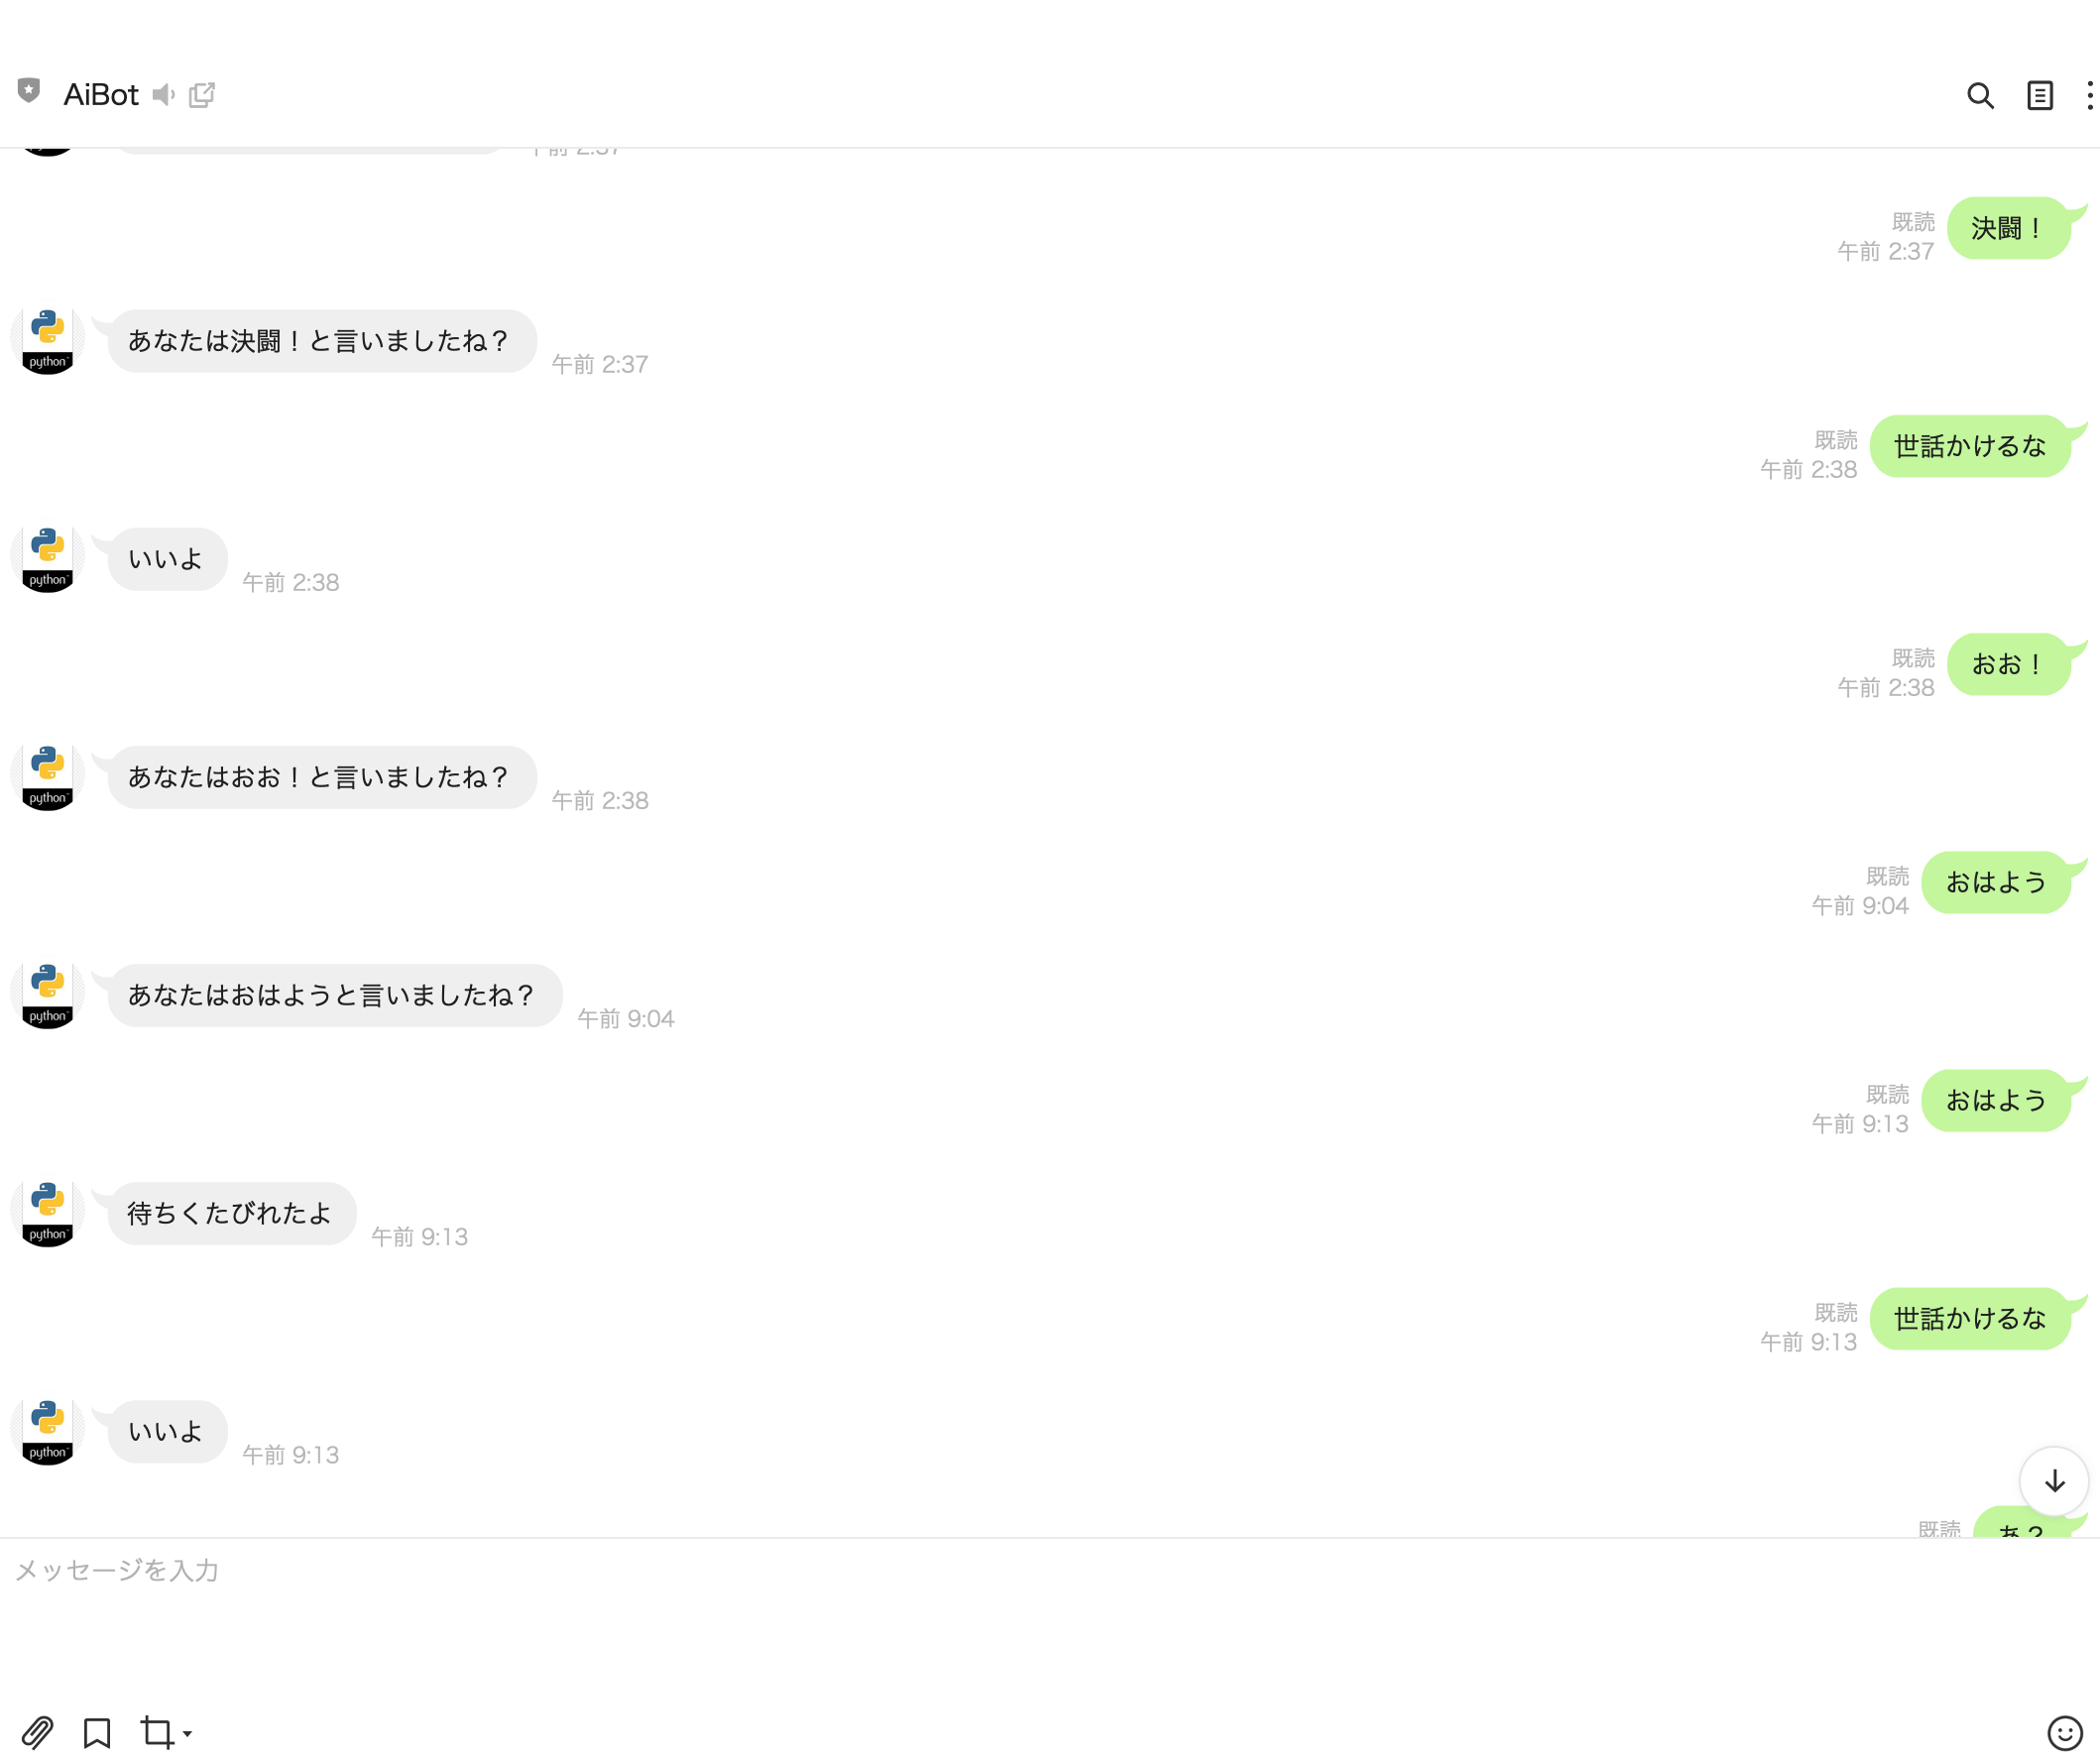 AiBot
午前 2:37
決闘！
既読
午前 2:37
python
あなたは決闘！と言いましたね？
午前 2:37
世話かけるな
既読
午前 2:38
python
いいよ
午前 2:38
おお！
既読
午前 2:38
python
あなたはおお！と言いましたね？
午前 2:38
おはよう
既読
午前 9:04
python
あなたはおはようと言いましたね？
午前 9:04
おはよう
既読
午前 9:13
python
待ちくたびれたよ
午前 9:13
世話かけるな
既読
午前 9:13
python
いいよ
午前 9:13
既読
メッセージを入力